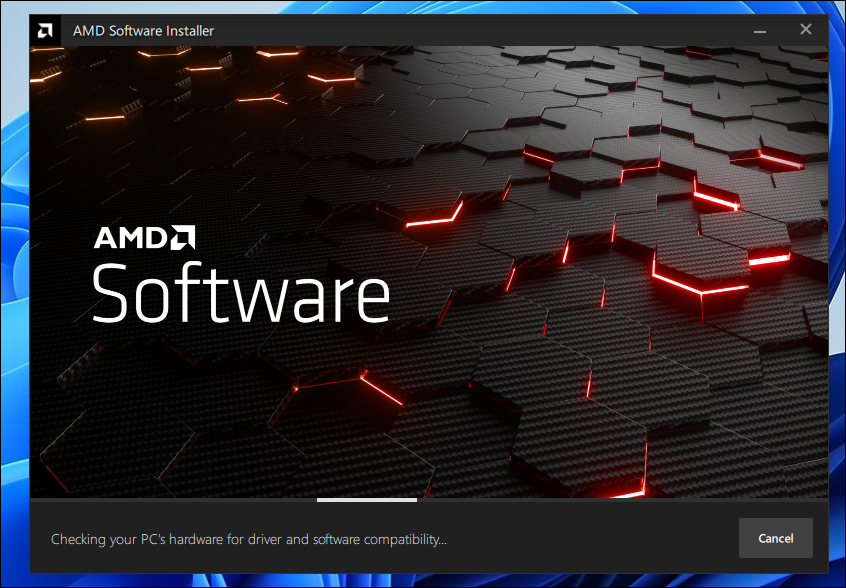 AMD Software Installer
AMD
Software
Checking your PC's hardware for driver and software compatibility...
Cancel